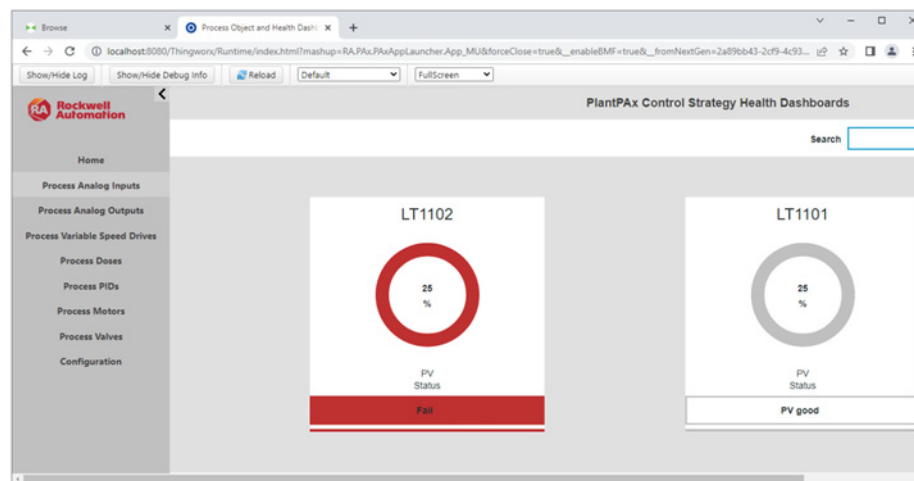 Browse
Process Object and Health Dashb
localhost:8080/Thingworx/Runtime/index.html?mashup=RA.PAx.PAxAppLauncher.App_MU&forceClose=true&__enableBMF=true&_fromNextGen=2a89bb43-2cf9-4c93...
Show/Hide Log
Show/Hide Debug Info
Reload
Default
FullScreen
RA Rockwell
Automation
PlantPAx Control Strategy Health Dashboards
Search
Home
Process Analog Inputs
Process Analog Outputs
Process Variable Speed Drives
Process Doses
Process PIDs
Process Motors
Process Valves
Configuration
LT1102
25
%
PV
Status
Fail
LT1101
25
%
PV
Status
PV good